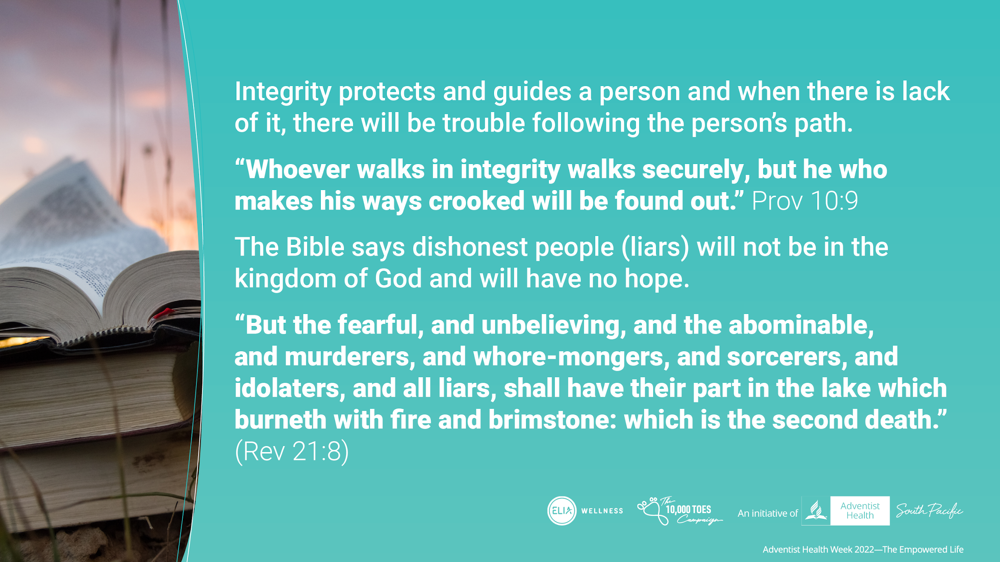 Integrity protects and guides a person and when there is lack
of it, there will be trouble following the person’s path.
“Whoever walks in integrity walks securely, but he who
makes his ways crooked will be found out.” Prov 10:9
The Bible says dishonest people (liars) will not be in the
kingdom of God and will have no hope.
“But the fearful, and unbelieving, and the abominable,
and murderers, and whore-mongers, and sorcerers, and
idolaters, and all liars, shall have their part in the lake which
burneth with fire and brimstone: which is the second death.”
(Rev 21:8)
ELIA WELLNESS
The
10,000 TOES
Campaign
An initiative of
Adventist
Health
South Pacific
Adventist Health Week 2022—The Empowered Life